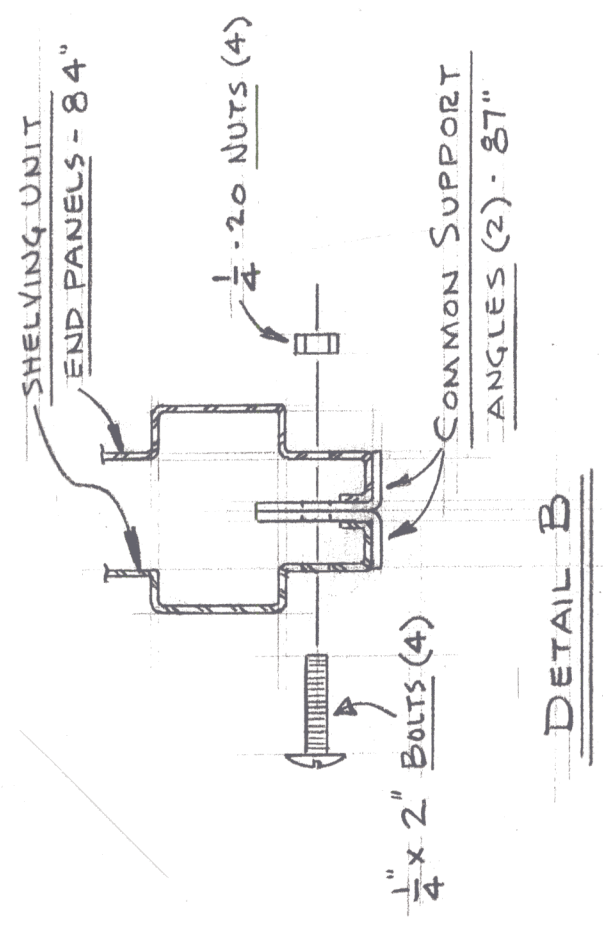 SHELVING UNIT
END PANELS - 84"
1/4 - 20 NUTS (4)
COMMON SUPPORT
ANGLES (2) - 87"
1/4" x 2" BOLTS (4)
DETAIL B